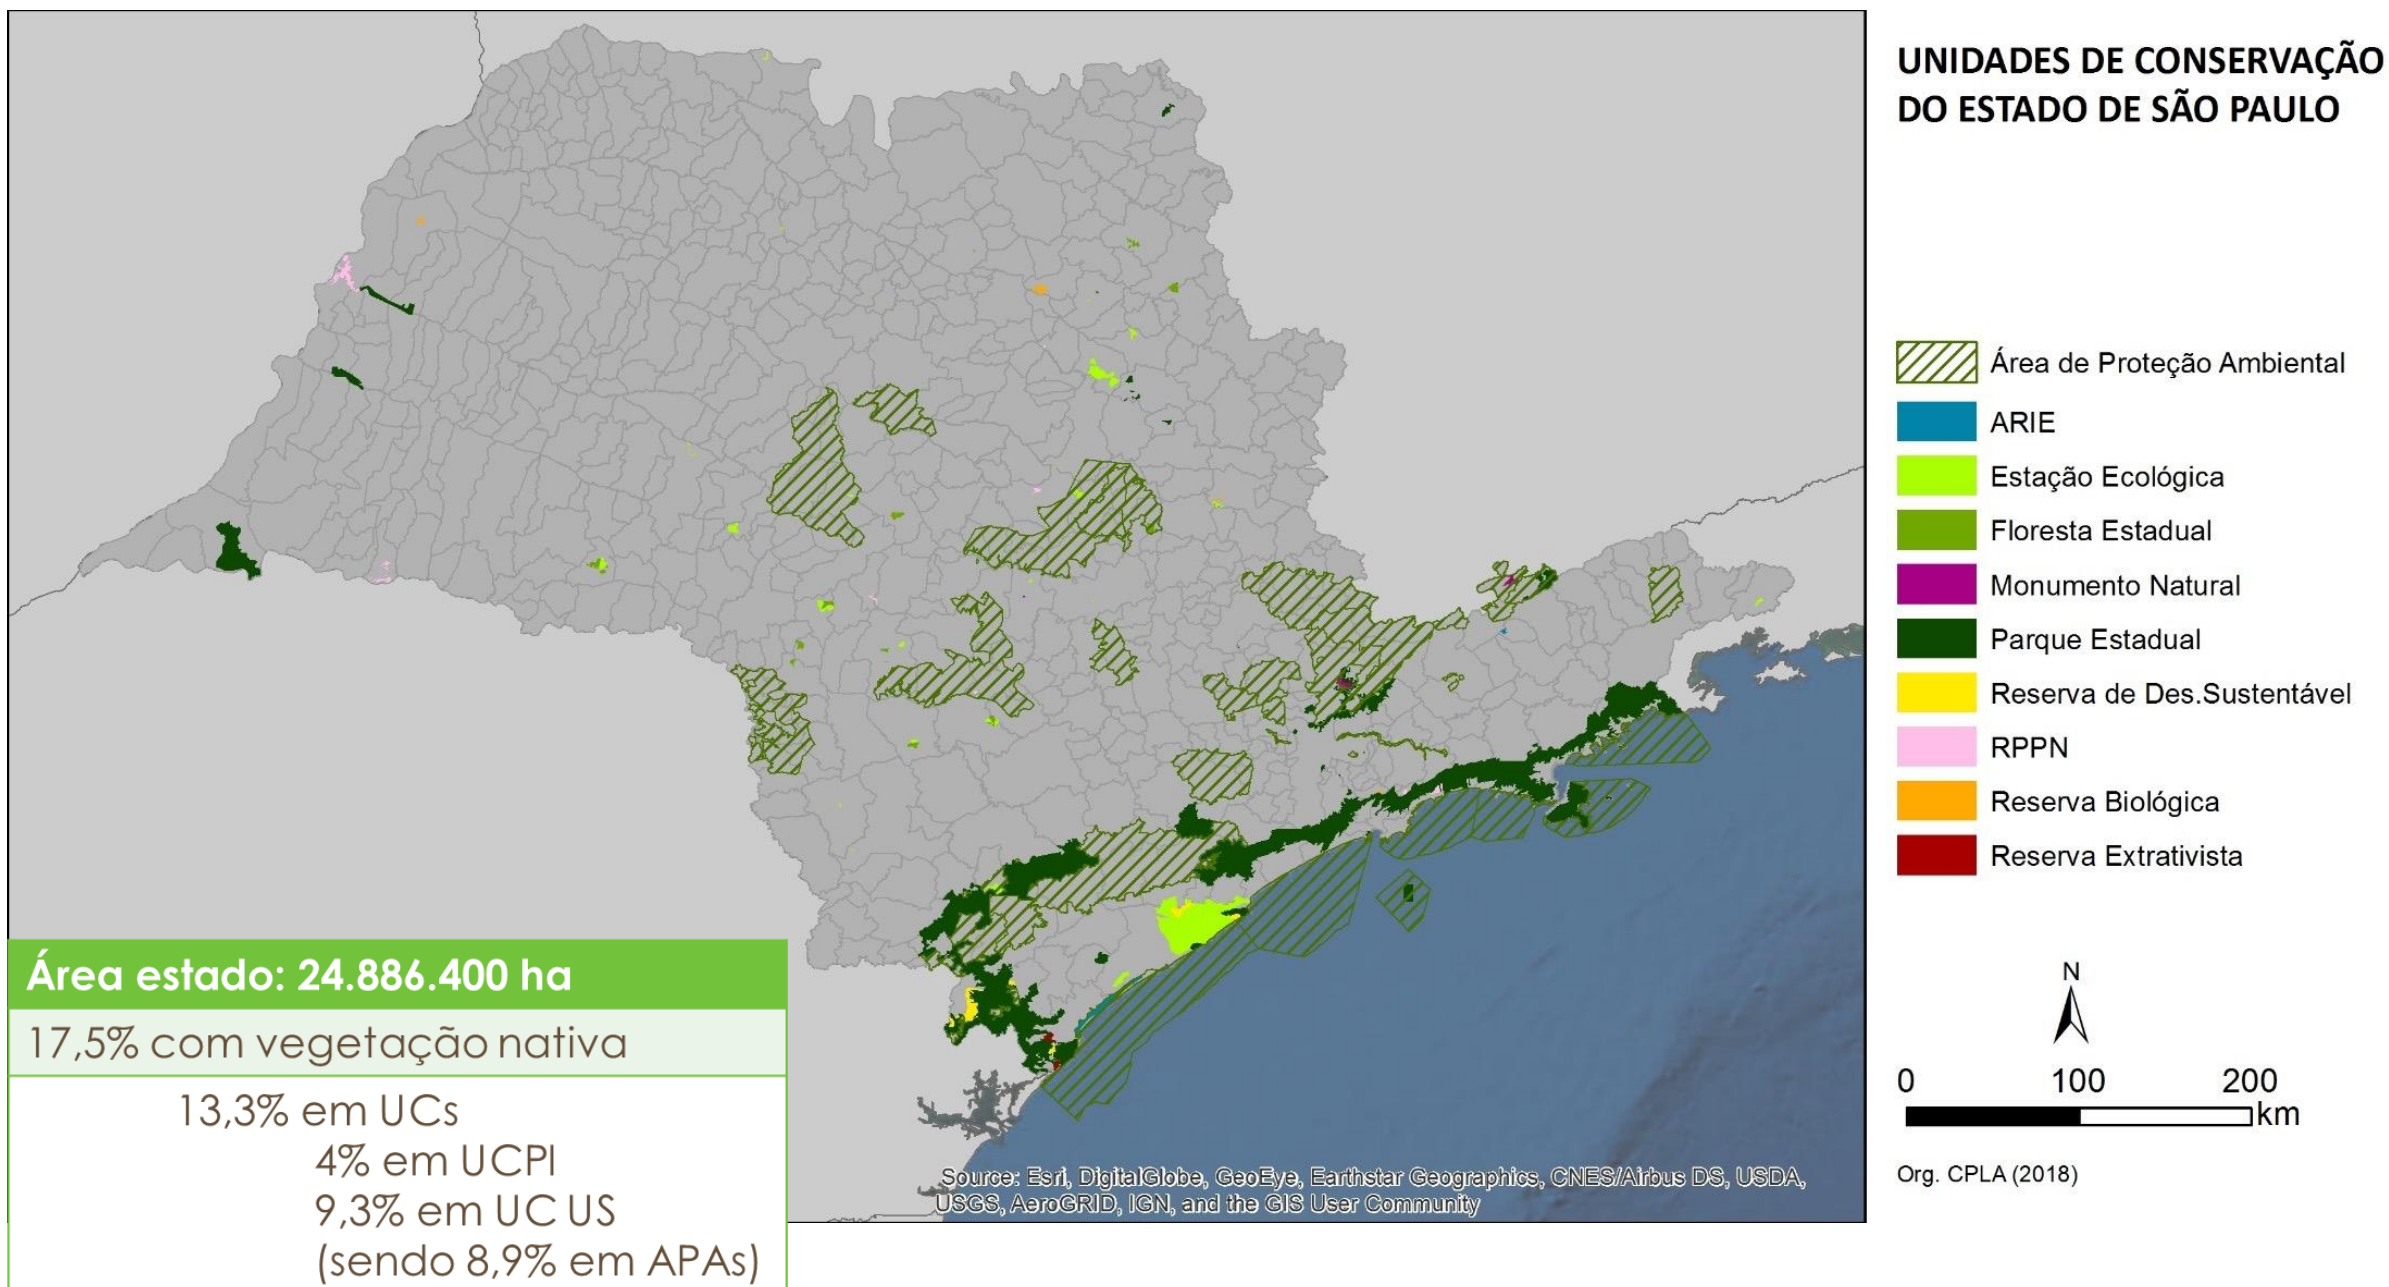 UNIDADES DE CONSERVAÇÃO
DO ESTADO DE SÃO PAULO
Área de Proteção Ambiental
ARIE
Estação Ecológica
Floresta Estadual
Monumento Natural
Parque Estadual
Reserva de Des.Sustentável
RPPN
Reserva Biológica
Reserva Extrativista
N
0 100 200
km
Org. CPLA (2018)
Área estado: 24.886.400 ha
17,5% com vegetação nativa
13,3% em UCs
4% em UCPI
9,3% em UC US
(sendo 8,9% em APAs)
Source: Esri, DigitalGlobe, GeoEye, Earthstar Geographics, CNES/Airbus DS, USDA,
USGS, AeroGRID, IGN, and the GIS User Community